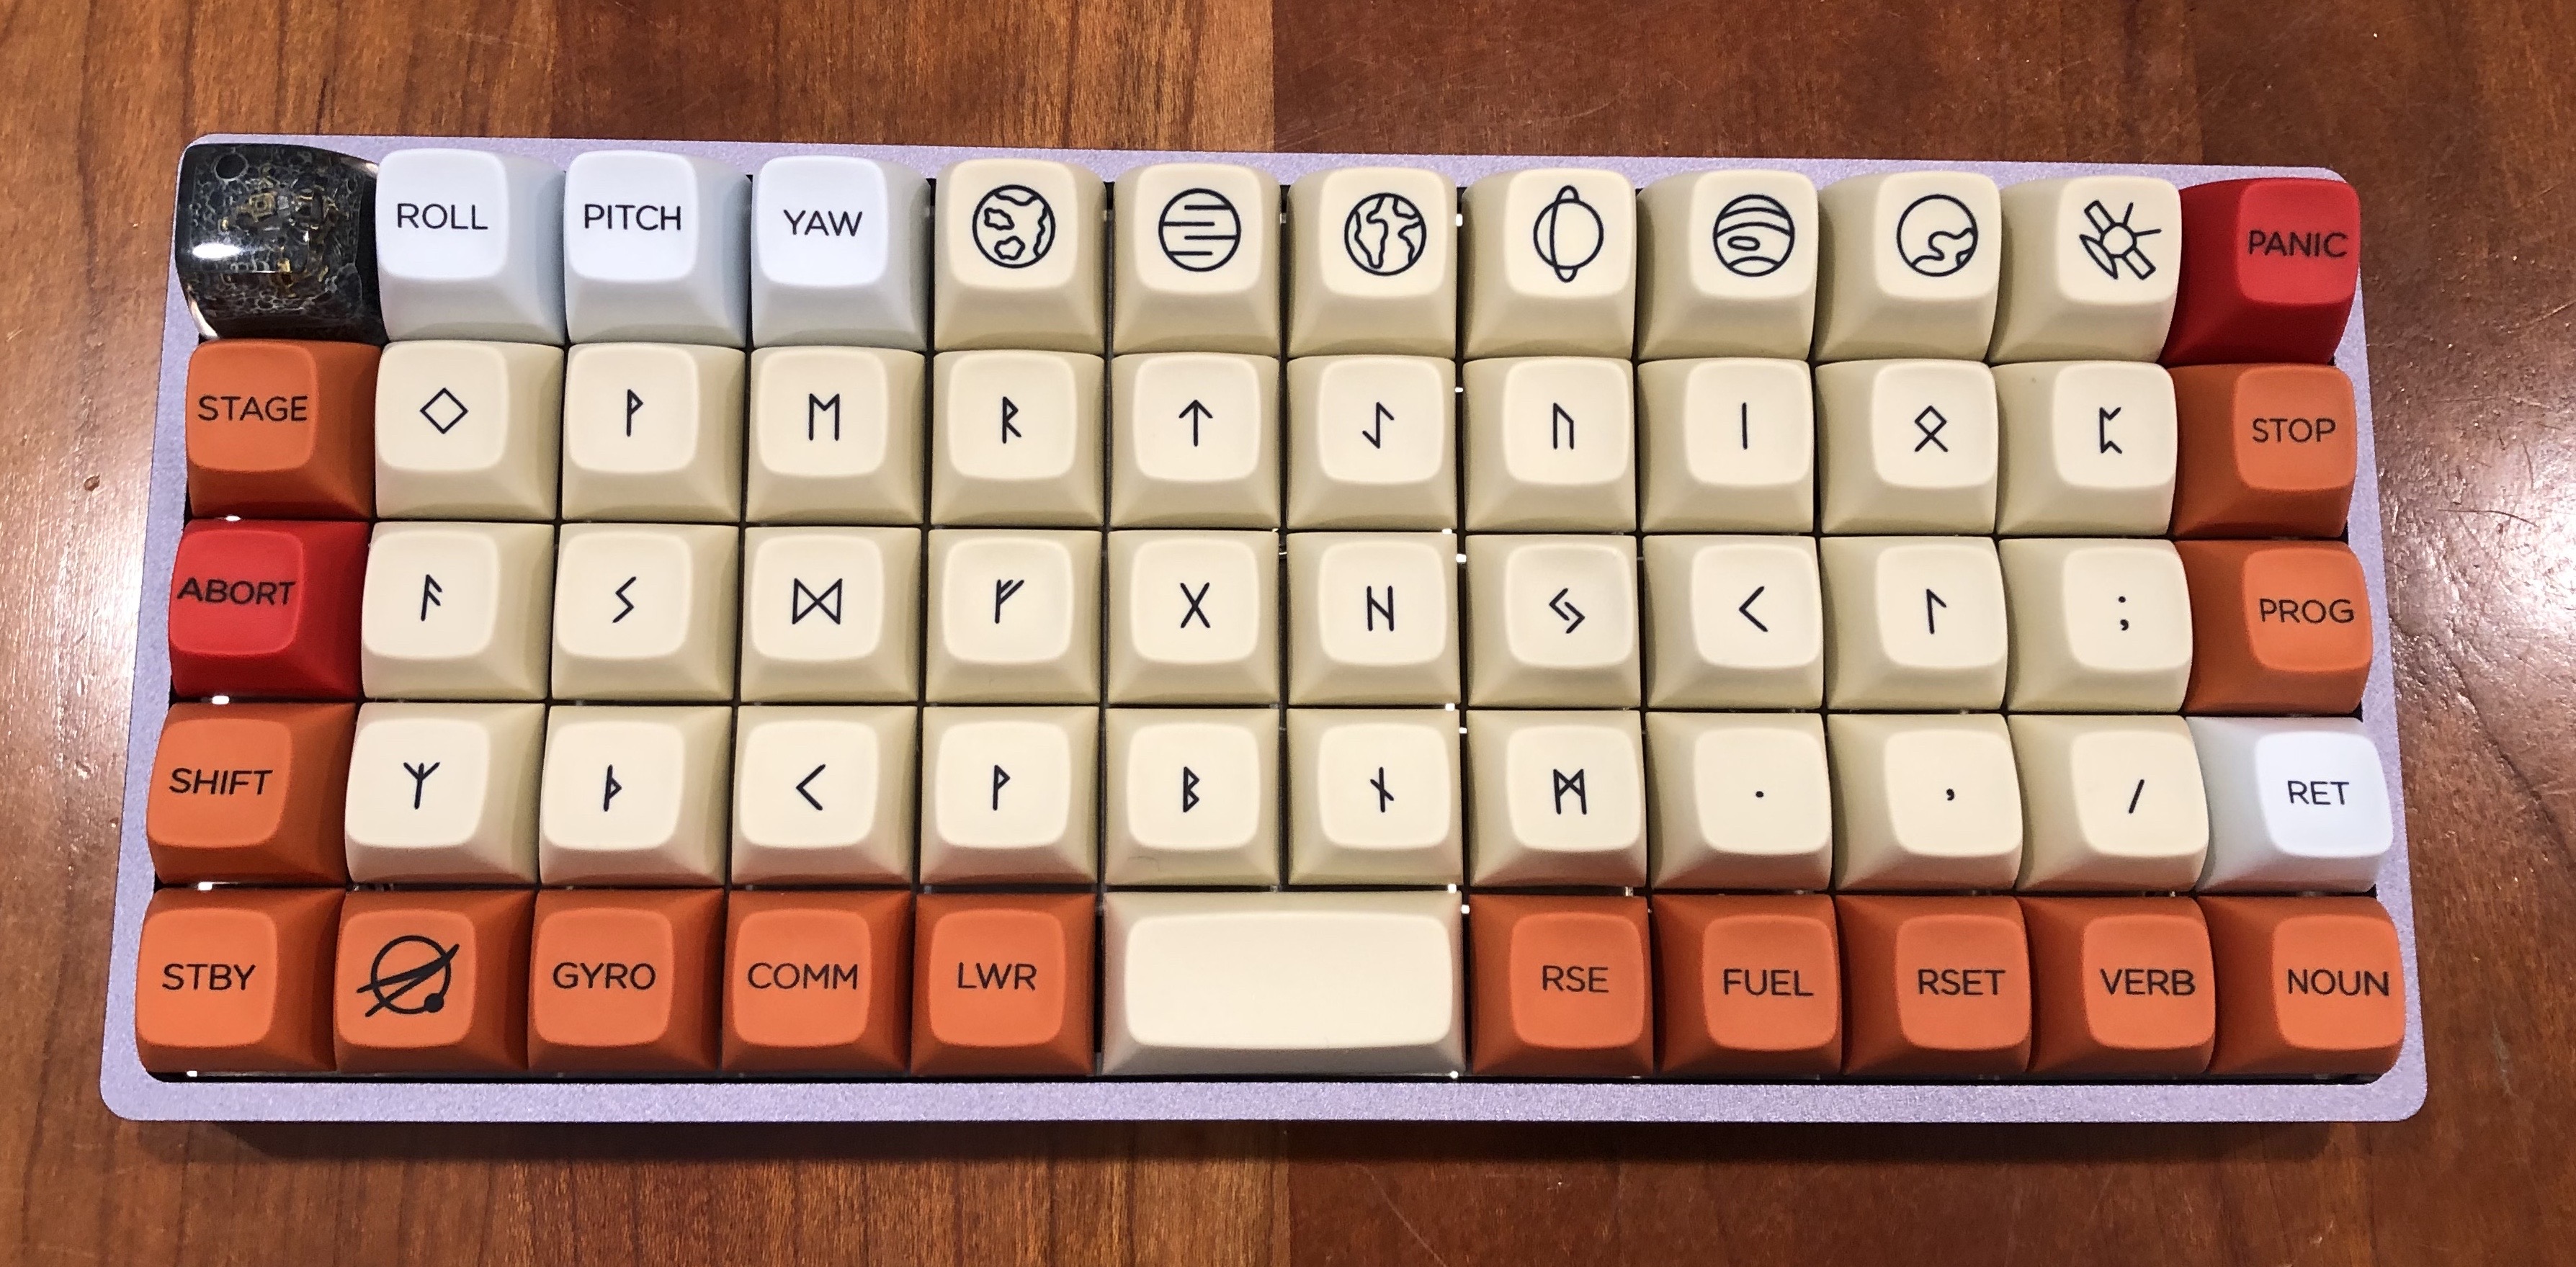 ROLL PITCH YAW PANIC
STAGE ᛜ ᚹ ᛖ ᚱ ᛏ ᛇ ᚢ ᛁ ᛟ ᛈ STOP
ABORT ᚨ ᛊ ᛞ ᚠ ᚷ ᚺ ᛃ ᚲ ᛚ ; PROG
SHIFT ᛉ ᚦ ᚲ ᚹ ᛒ ᚾ ᛗ . , / RET
STBY GYRO COMM LWR RSE FUEL RSET VERB NOUN